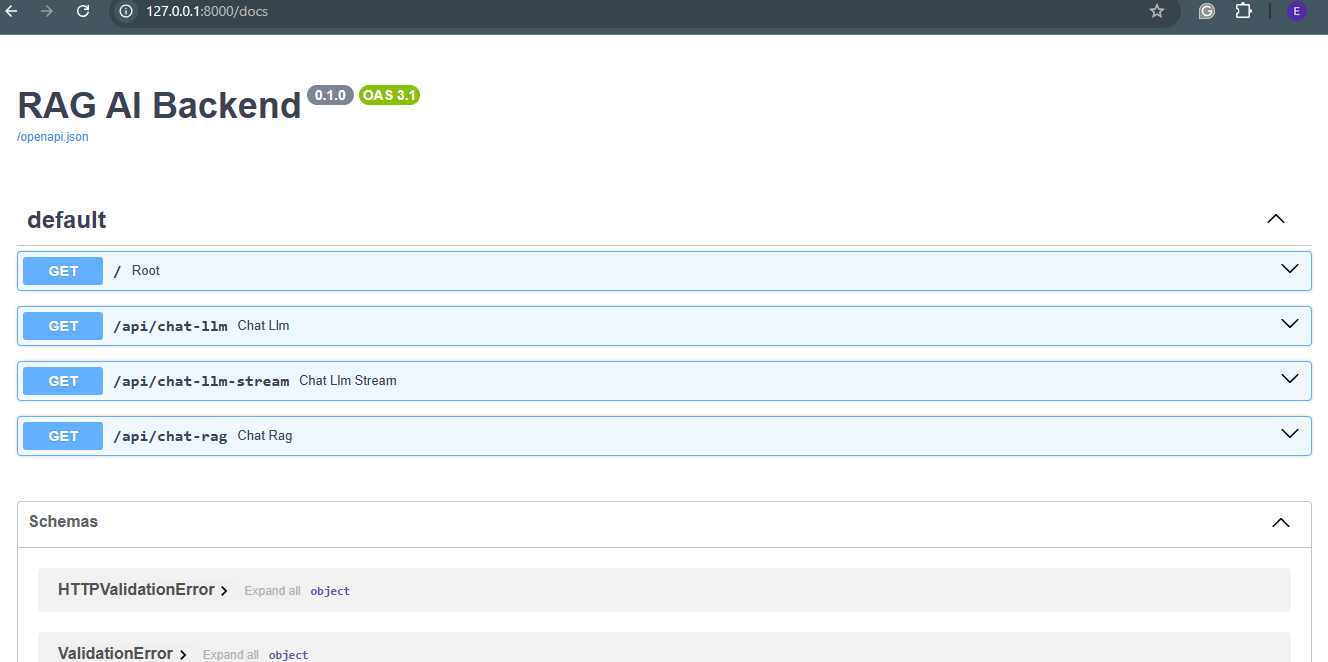 127.0.0.1:8000/docs
E
RAG AI Backend 0.1.0 OAS 3.1
/openapi.json
default
GET / Root
GET /api/chat-llm Chat Llm
GET /api/chat-llm-stream Chat Llm Stream
GET /api/chat-rag Chat Rag
Schemas
HTTPValidationError Expand all object
ValidationError Expand all object